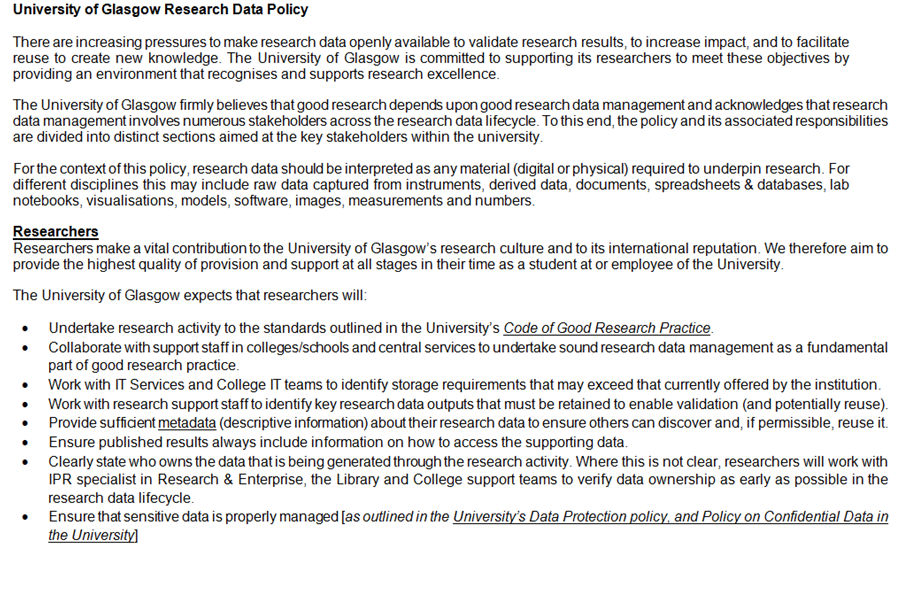 University of Glasgow Research Data Policy
There are increasing pressures to make research data openly available to validate research results, to increase impact, and to facilitate
reuse to create new knowledge. The University of Glasgow is committed to supporting its researchers to meet these objectives by
providing an environment that recognises and supports research excellence.
The University of Glasgow firmly believes that good research depends upon good research data management and acknowledges that research
data management involves numerous stakeholders across the research data lifecycle. To this end, the policy and its associated responsibilities
are divided into distinct sections aimed at the key stakeholders within the university.
For the context of this policy, research data should be interpreted as any material (digital or physical) required to underpin research. For
different disciplines this may include raw data captured from instruments, derived data, documents, spreadsheets & databases, lab
notebooks, visualisations, models, software, images, measurements and numbers.
Researchers
Researchers make a vital contribution to the University of Glasgow's research culture and to its international reputation. We therefore aim to
provide the highest quality of provision and support at all stages in their time as a student at or employee of the University.
The University of Glasgow expects that researchers will:
• Undertake research activity to the standards outlined in the University's Code of Good Research Practice.
• Collaborate with support staff in colleges/schools and central services to undertake sound research data management as a fundamental
part of good research practice.
• Work with IT Services and College IT teams to identify storage requirements that may exceed that currently offered by the institution.
• Work with research support staff to identify key research data outputs that must be retained to enable validation (and potentially reuse).
• Provide sufficient metadata (descriptive information) about their research data to ensure others can discover and, if permissible, reuse it.
• Ensure published results always include information on how to access the supporting data.
• Clearly state who owns the data that is being generated through the research activity. Where this is not clear, researchers will work with
IPR specialist in Research & Enterprise, the Library and College support teams to verify data ownership as early as possible in the
research data lifecycle.
• Ensure that sensitive data is properly managed [as outlined in the University's Data Protection policy, and Policy on Confidential Data in
the University]